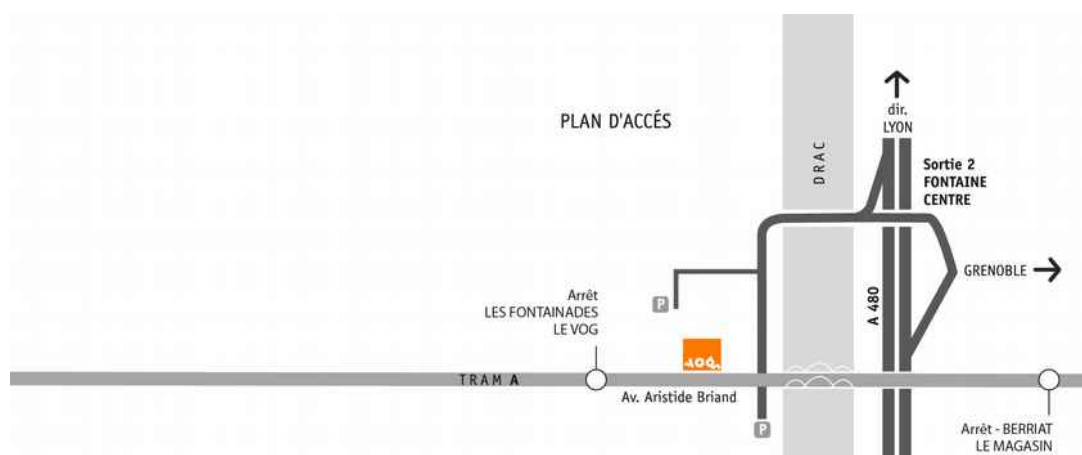 PLAN D'ACCÉS
DRAC
dir.
LYON
Sortie 2
FONTAINE
CENTRE
GRENOBLE
A 480
Arrêt
LES FONTAINADES
LE VOG
P
VOG
TRAM A
Av. Aristide Briand
P
Arrêt - BERRIAT
LE MAGASIN